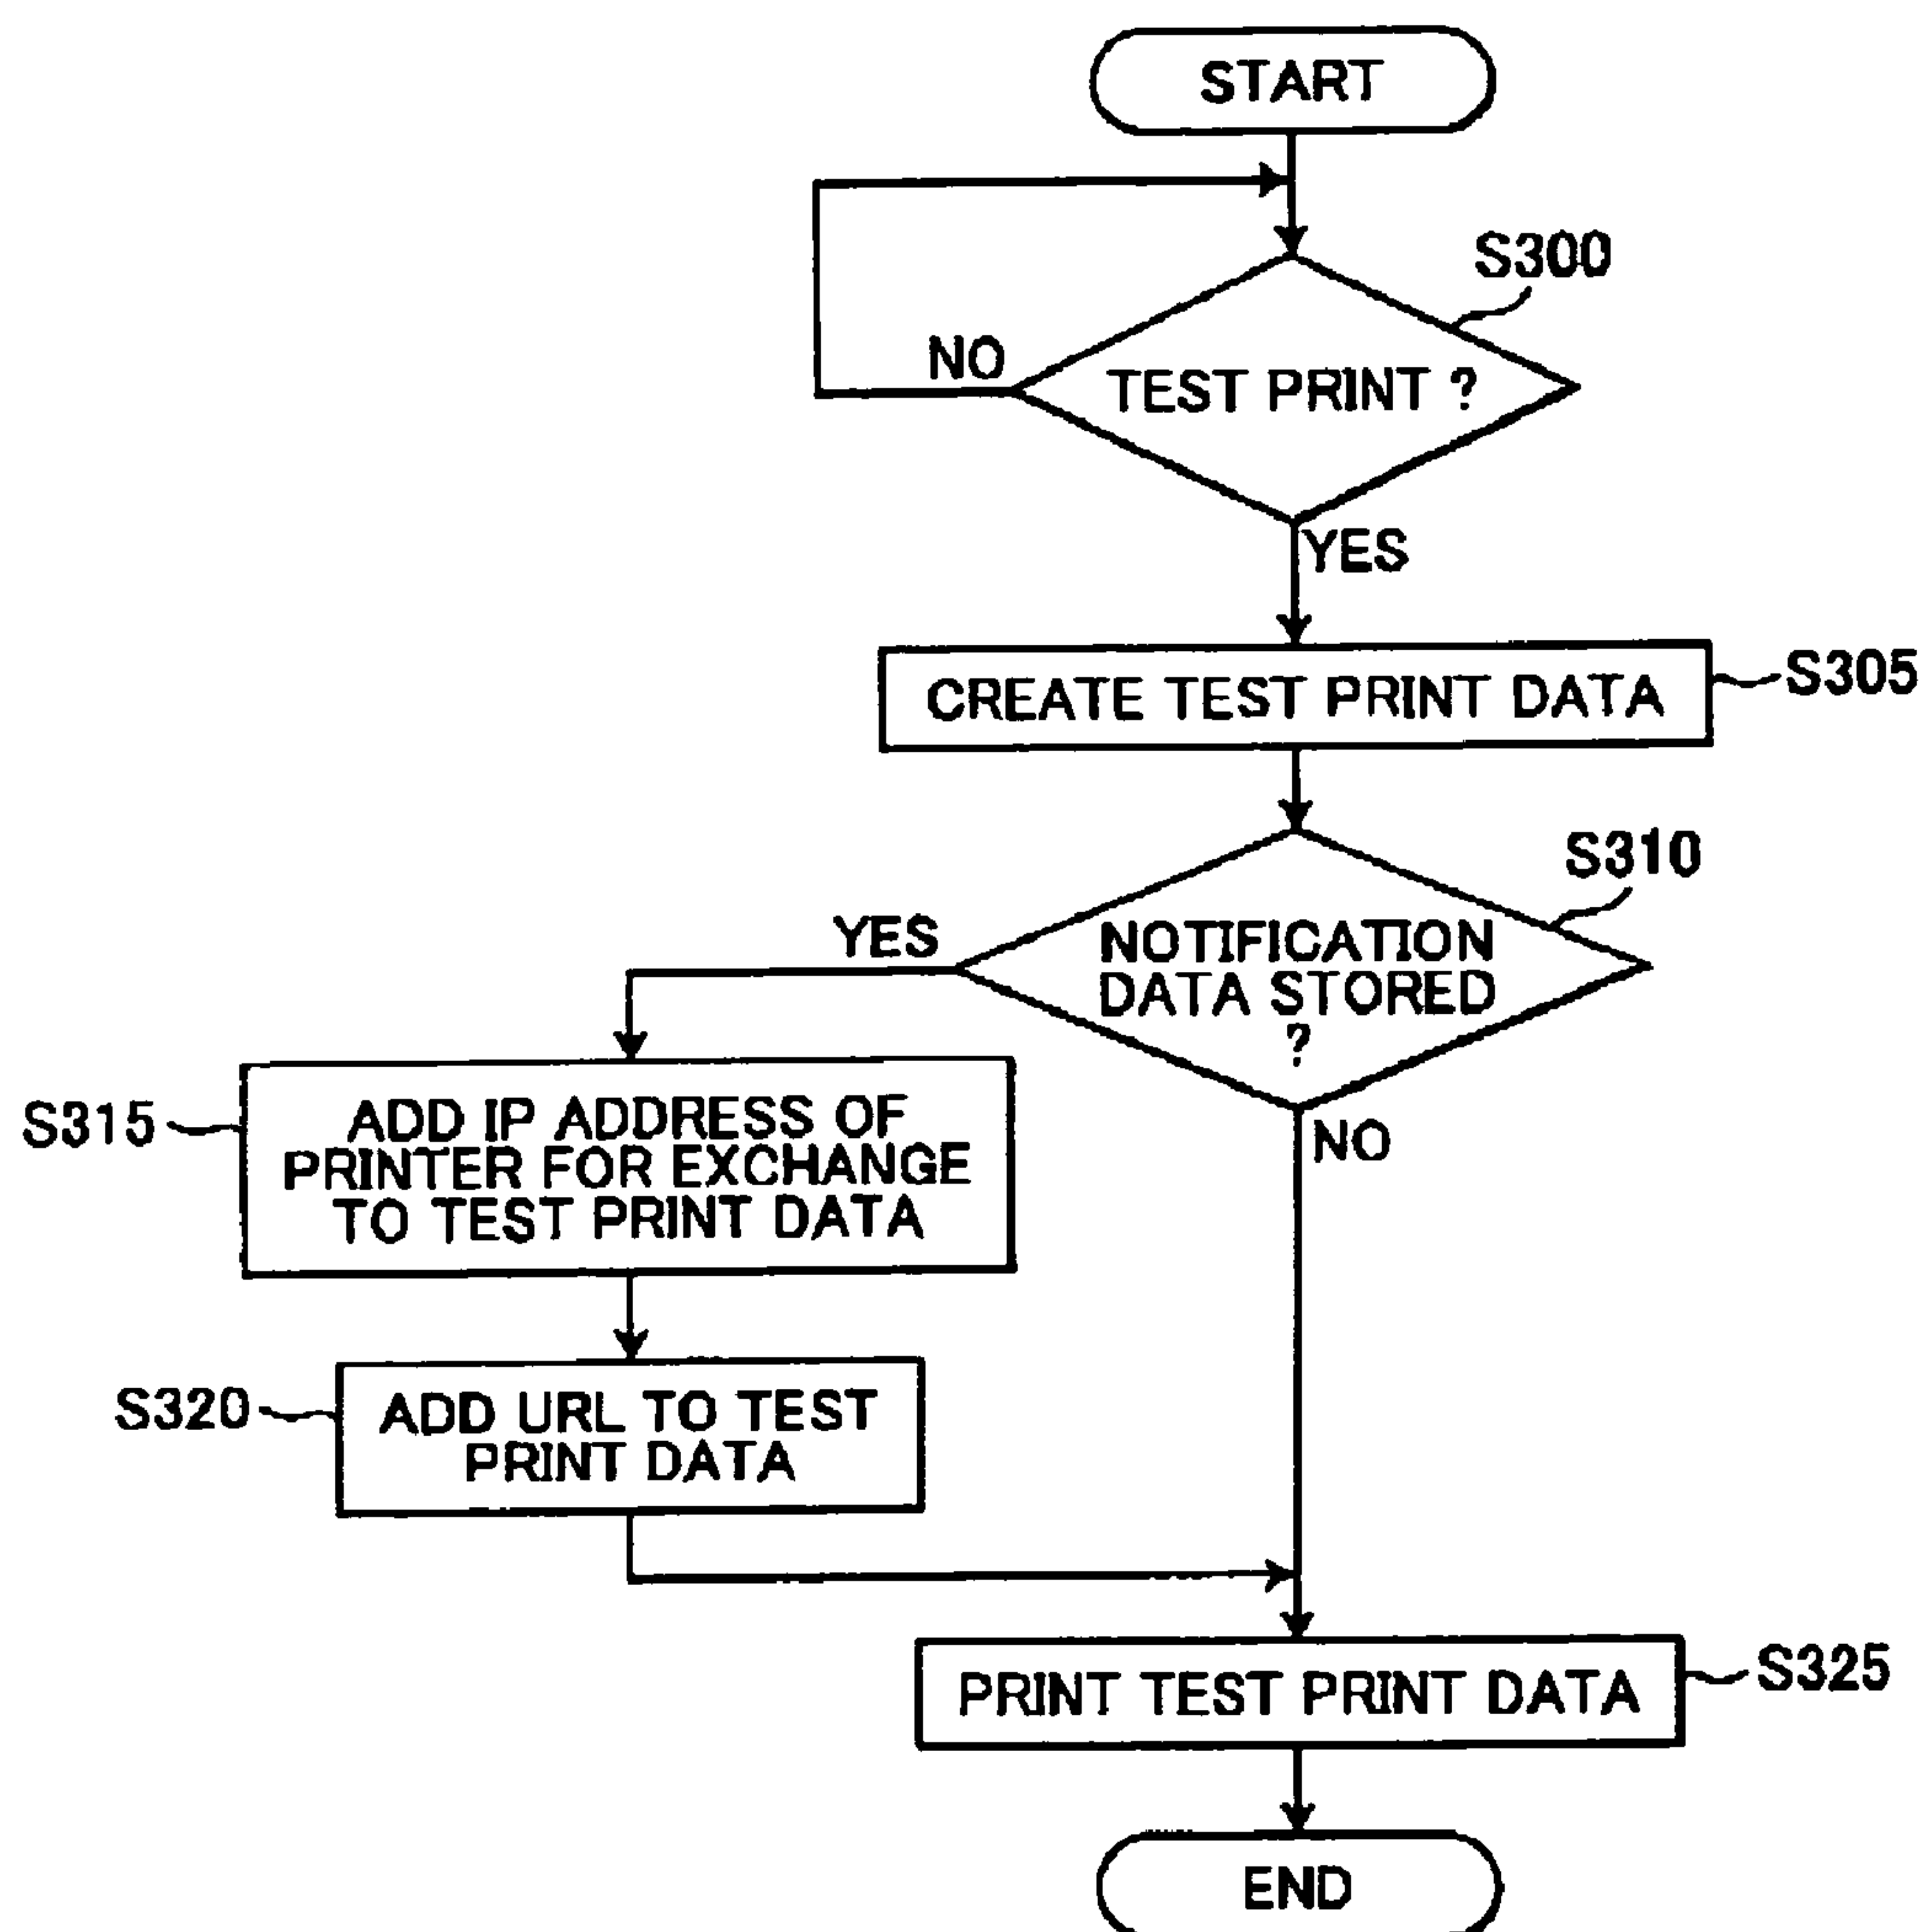 START
S300
NO
TEST PRINT ?
YES
CREATE TEST PRINT DATA
S305
S310
YES
NOTIFICATION
DATA STORED
?
NO
S315
ADD IP ADDRESS OF
PRINTER FOR EXCHANGE
TO TEST PRINT DATA
S320
ADD URL TO TEST
PRINT DATA
PRINT TEST PRINT DATA
S325
END